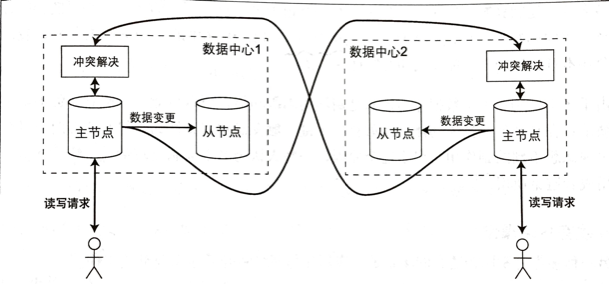 数据中心1
冲突解决
主节点
数据变更
从节点
读写请求
数据中心2
冲突解决
从节点
数据变更
主节点
读写请求